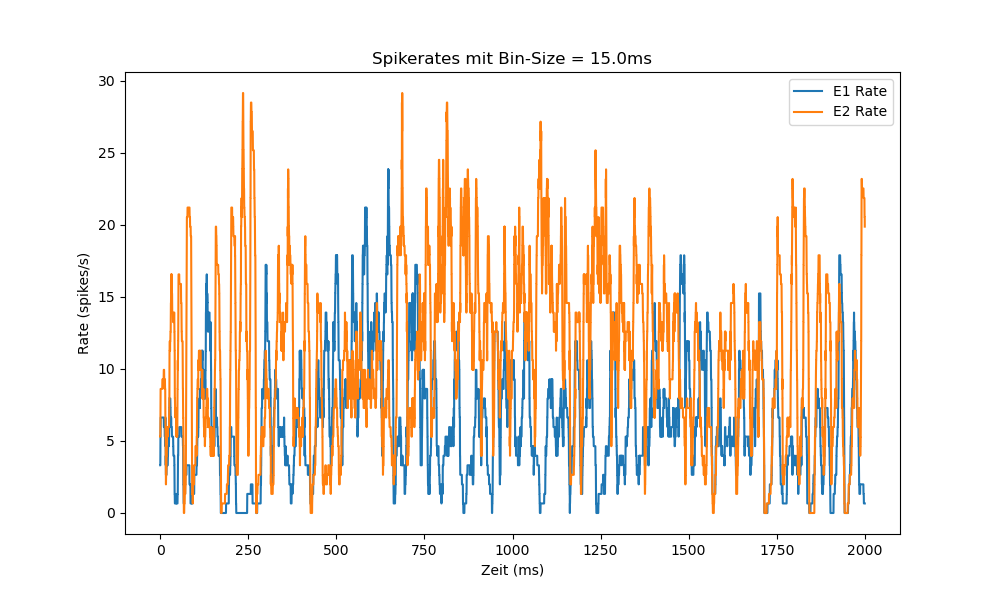 Spikerates mit Bin-Size = 15.0ms
E1 Rate
E2 Rate
30
25
20
15
10
5
0
Rate (spikes/s)
0 250 500 750 1000 1250 1500 1750 2000
Zeit (ms)